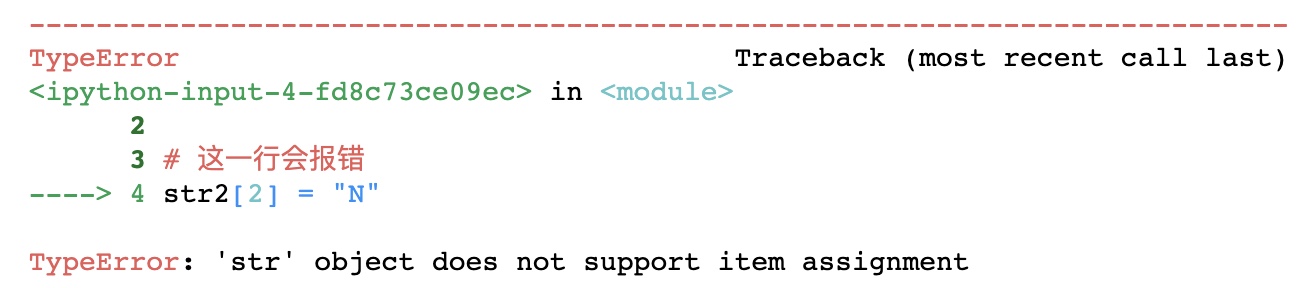 ---------------------------------------------------------------------------
TypeError                                 Traceback (most recent call last)
<ipython-input-4-fd8c73ce09ec> in <module>
      2
      3 # 这一行会报错
----> 4 str2[2] = "N"
TypeError: 'str' object does not support item assignment